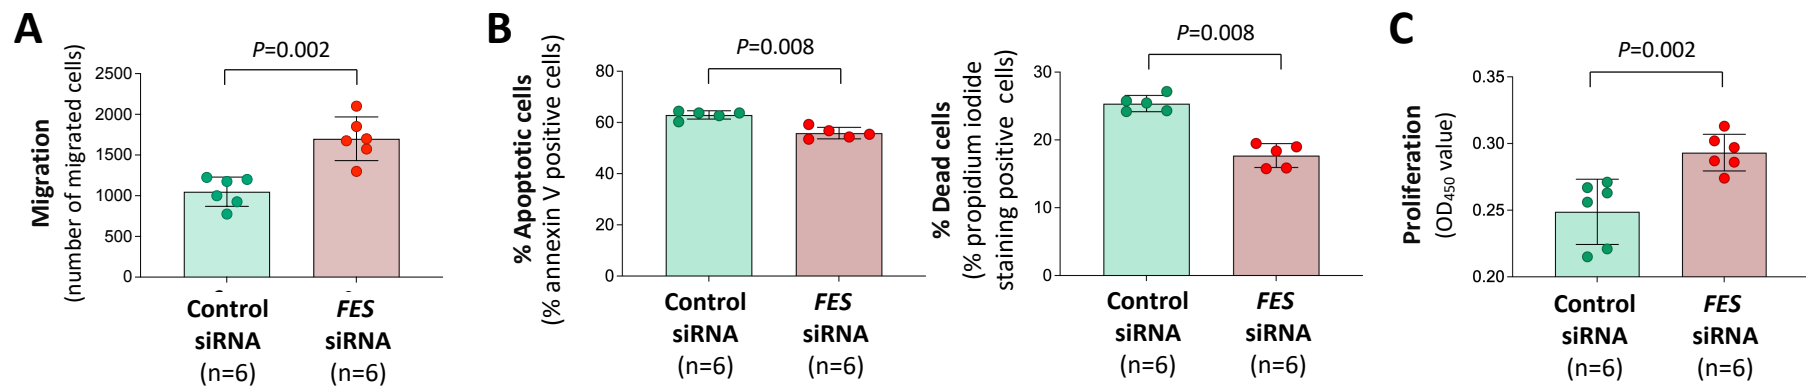 A
Migration
(number of migrated cells)
P=0.002
2500
2000
1500
1000
500
0
Control
siRNA
(n=6)
FES
siRNA
(n=6)
B
% Apoptotic cells
(% annexin V positive cells)
P=0.008
80
60
40
20
0
Control
siRNA
(n=6)
FES
siRNA
(n=6)
% Dead cells
(% propidium iodide
staining positive cells)
P=0.008
30
20
10
0
Control
siRNA
(n=6)
FES
siRNA
(n=6)
C
Proliferation
(OD450 value)
P=0.002
0.35
0.30
0.25
0.20
Control
siRNA
(n=6)
FES
siRNA
(n=6)